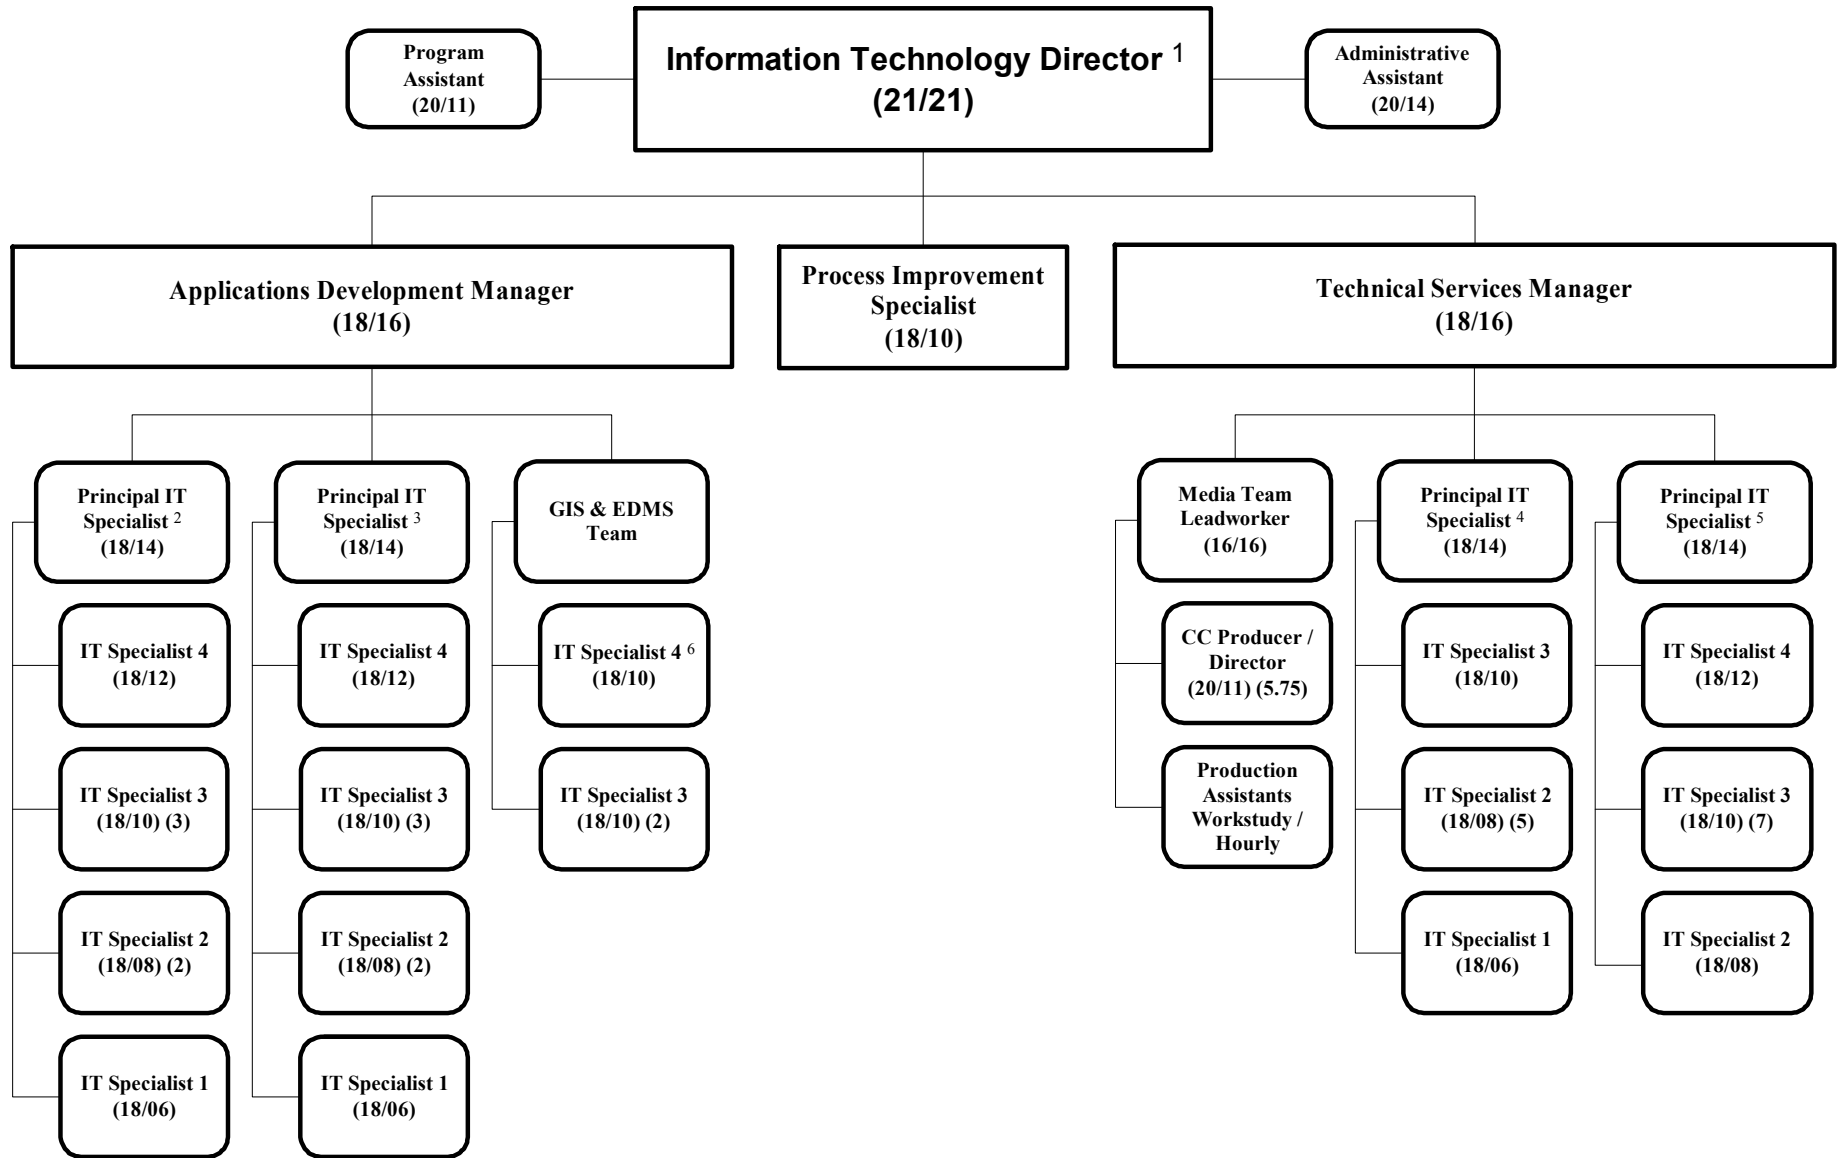 Program
Assistant
(20/11)
Information Technology Director 1
(21/21)
Administrative
Assistant
(20/14)
Applications Development Manager
(18/16)
Process Improvement
Specialist
(18/10)
Technical Services Manager
(18/16)
Principal IT
Specialist 2
(18/14)
IT Specialist 4
(18/12)
IT Specialist 3
(18/10) (3)
IT Specialist 2
(18/08) (2)
IT Specialist 1
(18/06)
Principal IT
Specialist 3
(18/14)
IT Specialist 4
(18/12)
IT Specialist 3
(18/10) (3)
IT Specialist 2
(18/08) (2)
IT Specialist 1
(18/06)
GIS & EDMS
Team
IT Specialist 4 6
(18/10)
IT Specialist 3
(18/10) (2)
Media Team
Leadworker
(16/16)
CC Producer /
Director
(20/11) (5.75)
Production
Assistants
Workstudy /
Hourly
Principal IT
Specialist 4
(18/14)
IT Specialist 3
(18/10)
IT Specialist 2
(18/08) (5)
IT Specialist 1
(18/06)
Principal IT
Specialist 5
(18/14)
IT Specialist 4
(18/12)
IT Specialist 3
(18/10) (7)
IT Specialist 2
(18/08)